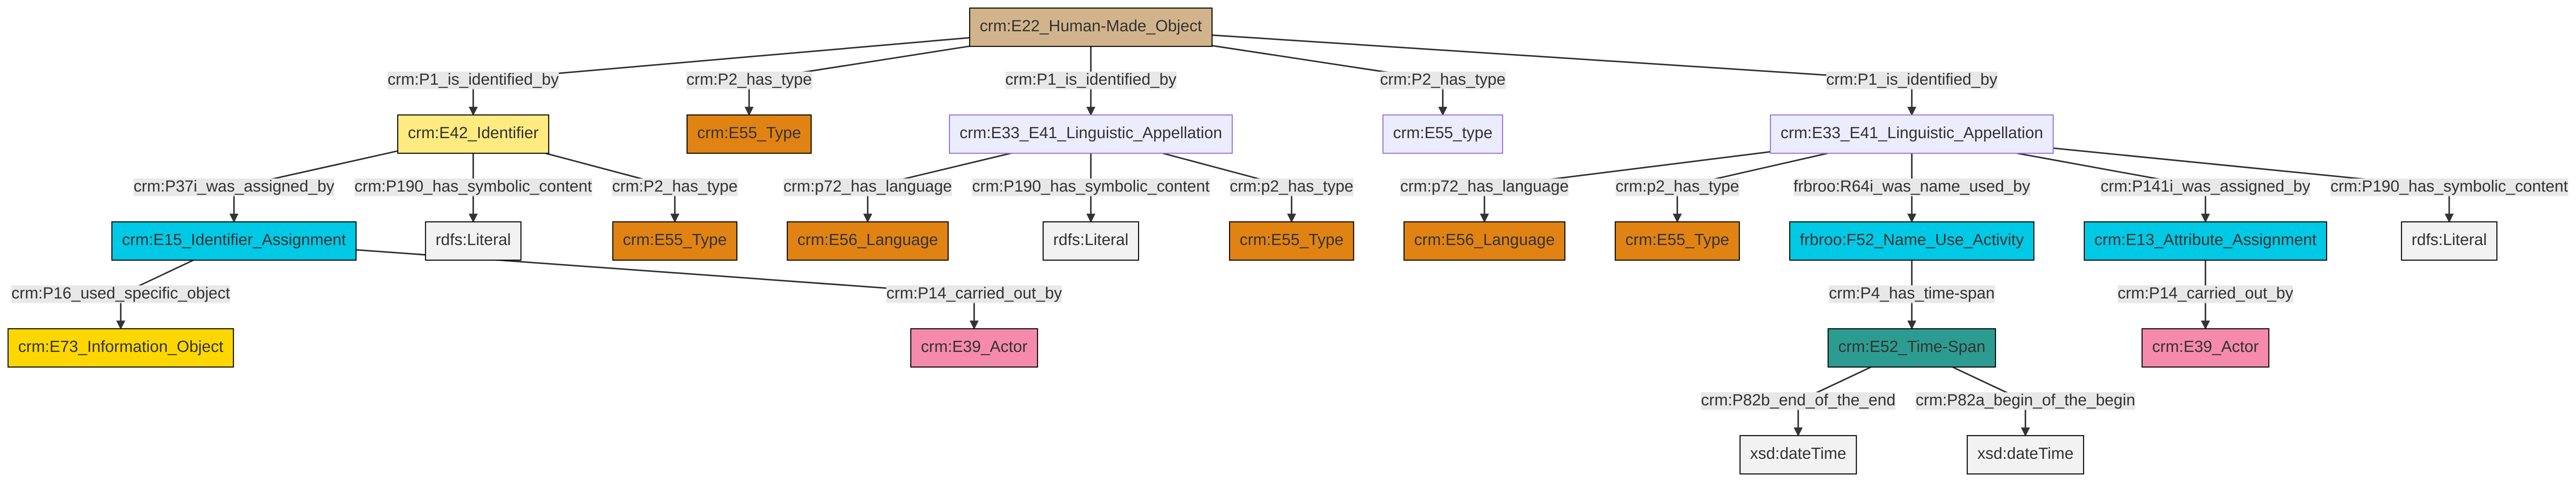 crm:E22_Human-Made_Object
crm:P1_is_identified_by
crm:P2_has_type
crm:P1_is_identified_by
crm:P2_has_type
crm:P1_is_identified_by
crm:E42_Identifier
crm:E55_Type
crm:E33_E41_Linguistic_Appellation
crm:E55_type
crm:E33_E41_Linguistic_Appellation
crm:P37i_was_assigned_by
crm:P190_has_symbolic_content
crm:P2_has_type
crm:p72_has_language
crm:P190_has_symbolic_content
crm:p2_has_type
crm:p72_has_language
crm:p2_has_type
frbroo:R64i_was_name_used_by
crm:P141i_was_assigned_by
crm:P190_has_symbolic_content
crm:E15_Identifier_Assignment
rdfs:Literal
crm:E55_Type
crm:E56_Language
rdfs:Literal
crm:E55_Type
crm:E56_Language
crm:E55_Type
frbroo:F52_Name_Use_Activity
crm:E13_Attribute_Assignment
rdfs:Literal
crm:P16_used_specific_object
crm:P14_carried_out_by
crm:P4_has_time-span
crm:P14_carried_out_by
crm:E73_Information_Object
crm:E39_Actor
crm:E52_Time-Span
crm:E39_Actor
crm:P82b_end_of_the_end
crm:P82a_begin_of_the_begin
xsd:dateTime
xsd:dateTime